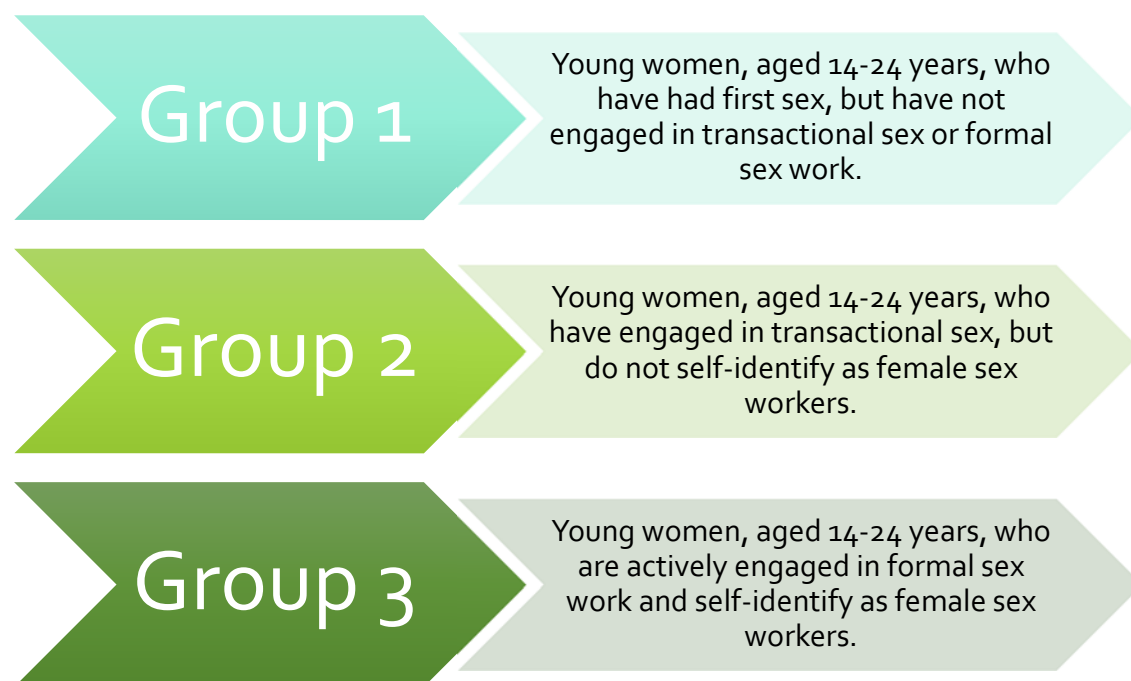 Group 1
Young women, aged 14-24 years, who
have had first sex, but have not
engaged in transactional sex or formal
sex work.
Group 2
Young women, aged 14-24 years, who
have engaged in transactional sex, but
do not self-identify as female sex
workers.
Group 3
Young women, aged 14-24 years, who
are actively engaged in formal sex
work and self-identify as female sex
workers.